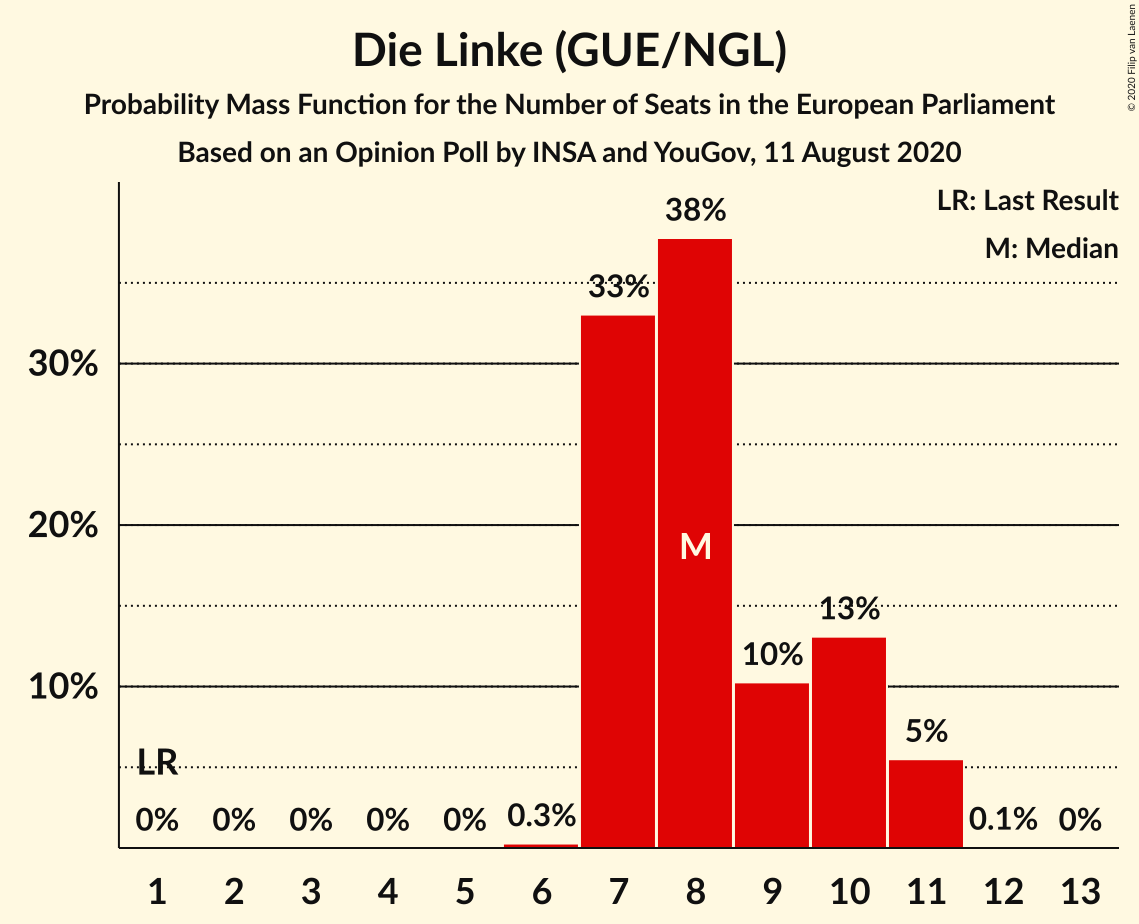 Die Linke (GUE/NGL)
Probability Mass Function for the Number of Seats in the European Parliament
Based on an Opinion Poll by INSA and YouGov, 11 August 2020
© 2020 Filip van Laenen
LR: Last Result
M: Median
38%
33%
30%
20%
M
13%
10%
10%
5%
LR
0% 0% 0% 0% 0% 0.3% 0.1% 0%
1 2 3 4 5 6 7 8 9 10 11 12 13